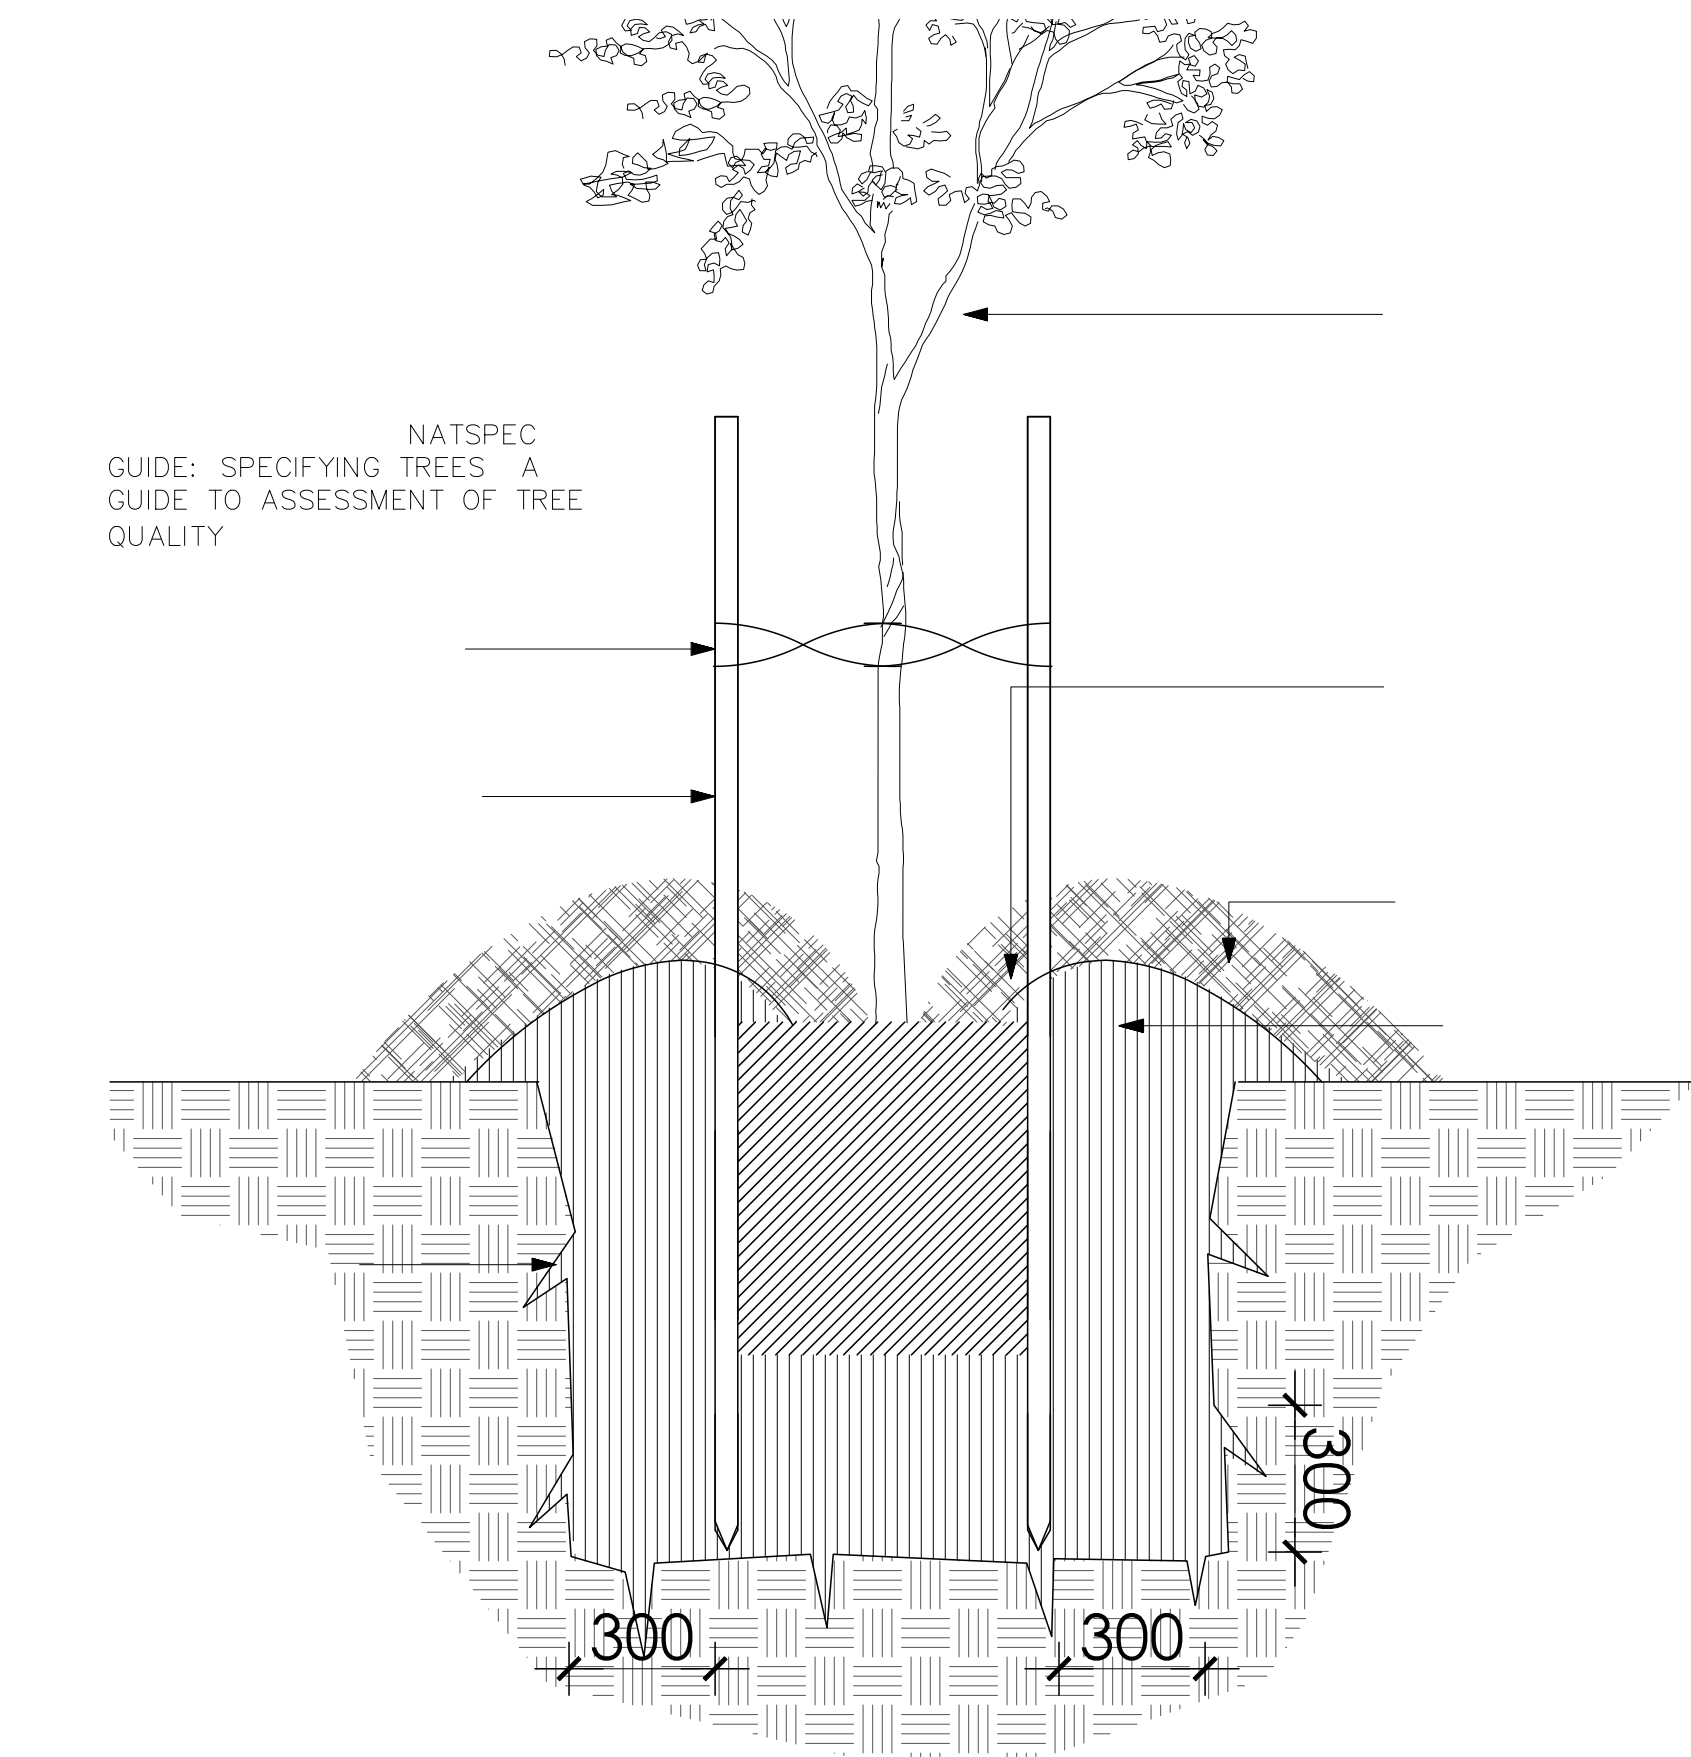 NATSPEC
GUIDE: SPECIFYING TREES A
GUIDE TO ASSESSMENT OF TREE
QUALITY
300
300
300